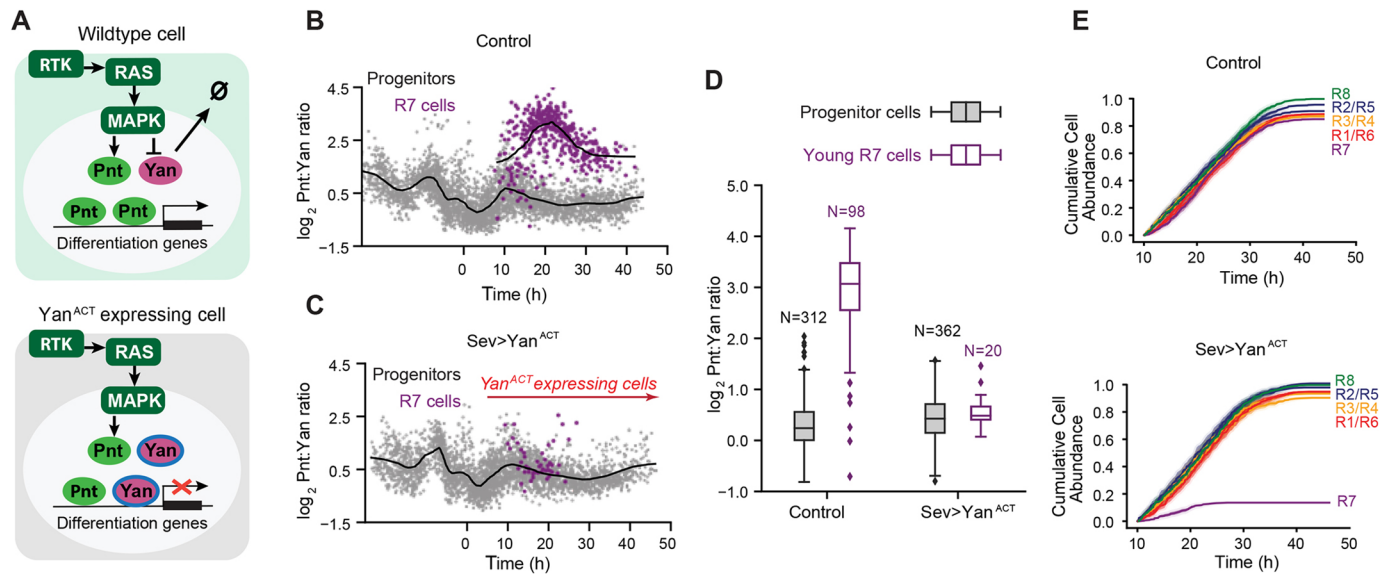 A
Wildtype cell
RTK
RAS
Ø
MAPK
Pnt
Yan
Pnt
Pnt
Differentiation genes
Yan^ACT expressing cell
RTK
RAS
MAPK
Pnt
Yan
Pnt
Yan
Differentiation genes
B
Control
Progenitors
R7 cells
4.5
2.5
0.5
−1.5
log2 Pnt:Yan ratio
0 10 20 30 40 50
Time (h)
C
Sev>Yan^ACT
Progenitors
R7 cells
Yan^ACT expressing cells
4.5
2.5
0.5
−1.5
log2 Pnt:Yan ratio
0 10 20 30 40 50
Time (h)
D
Progenitor cells
Young R7 cells
5.0
4.0
3.0
2.0
1.0
0.0
−1.0
log2 Pnt:Yan ratio
N=312
N=98
N=362
N=20
Control
Sev>Yan^ACT
E
Control
1.0
0.8
0.6
0.4
0.2
0.0
Cumulative Cell
Abundance
R8
R2/R5
R3/R4
R1/R6
R7
10 20 30 40 50
Time (h)
Sev>Yan^ACT
1.0
0.8
0.6
0.4
0.2
0.0
Cumulative Cell
Abundance
R8
R2/R5
R3/R4
R1/R6
R7
10 20 30 40 50
Time (h)